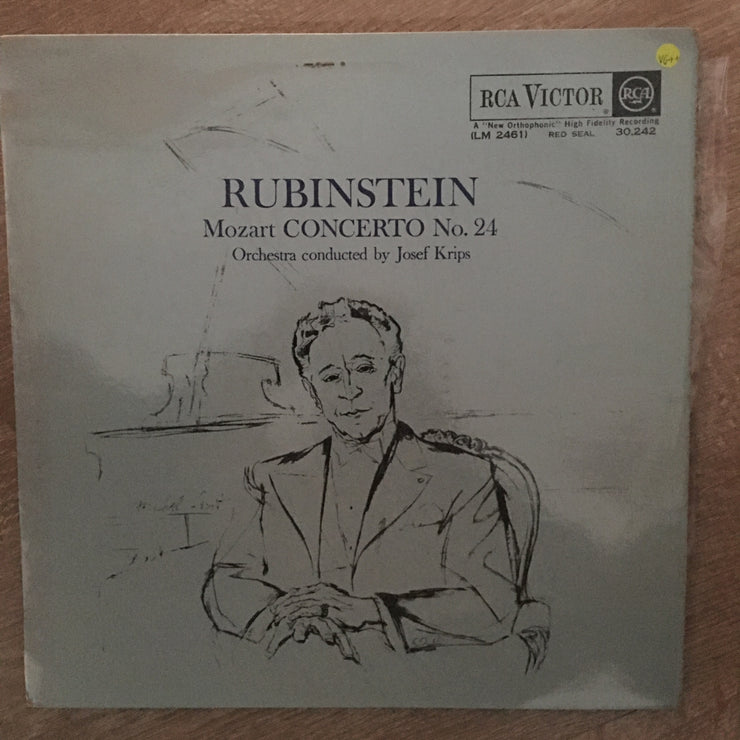 VG++
RCA VICTOR RCA
A "New Orthophonic" High Fidelity Recording
(LM 2461) RED SEAL 30,242
RUBINSTEIN
Mozart CONCERTO No. 24
Orchestra conducted by Josef Krips